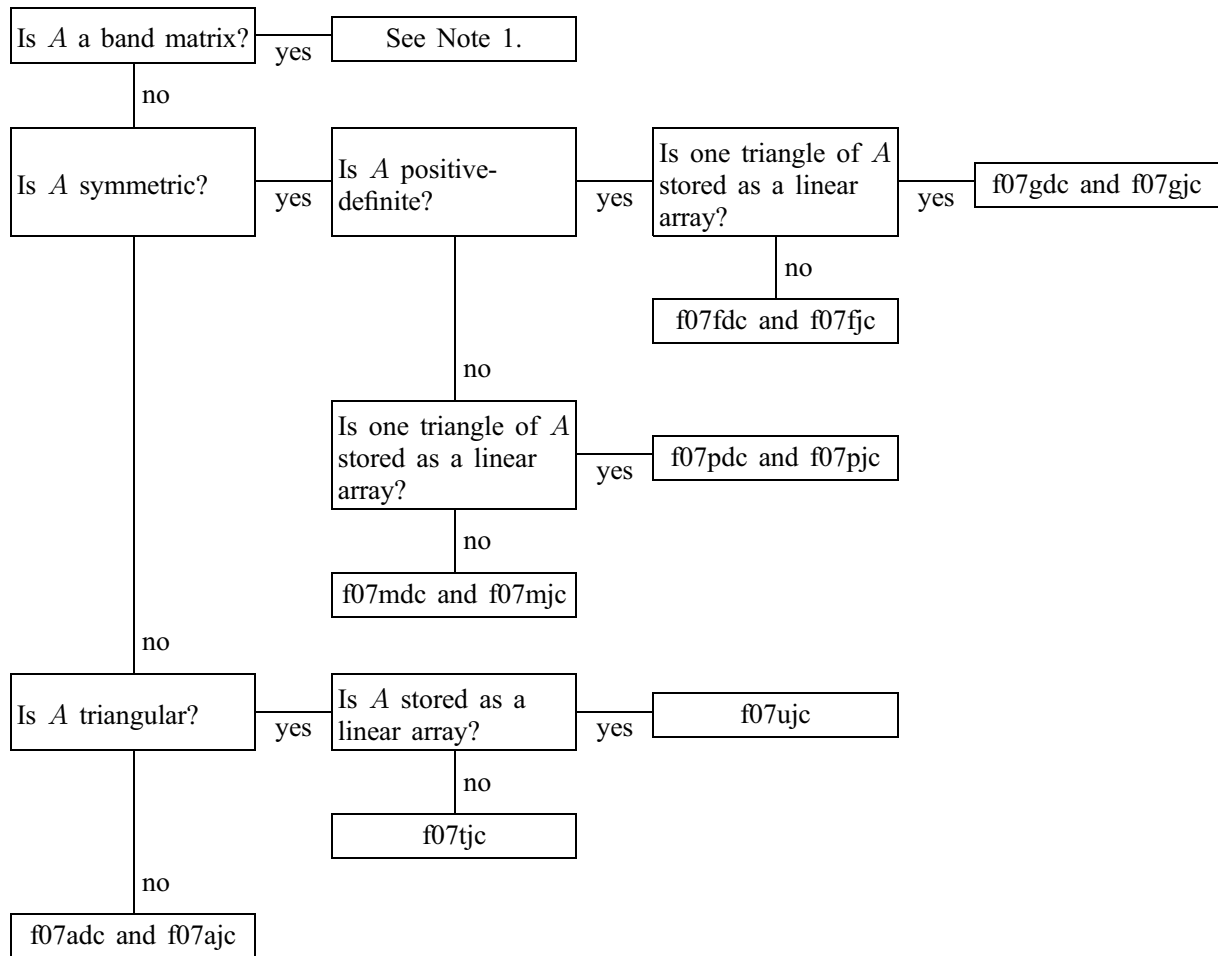 Is A a band matrix?
yes
See Note 1.
no
Is A symmetric?
yes
Is A positive-
definite?
yes
Is one triangle of A
stored as a linear
array?
yes
f07gdc and f07gjc
no
f07fdc and f07fjc
no
Is one triangle of A
stored as a linear
array?
yes
f07pdc and f07pjc
no
f07mdc and f07mjc
no
Is A triangular?
yes
Is A stored as a
linear array?
yes
f07ujc
no
f07tjc
no
f07adc and f07ajc